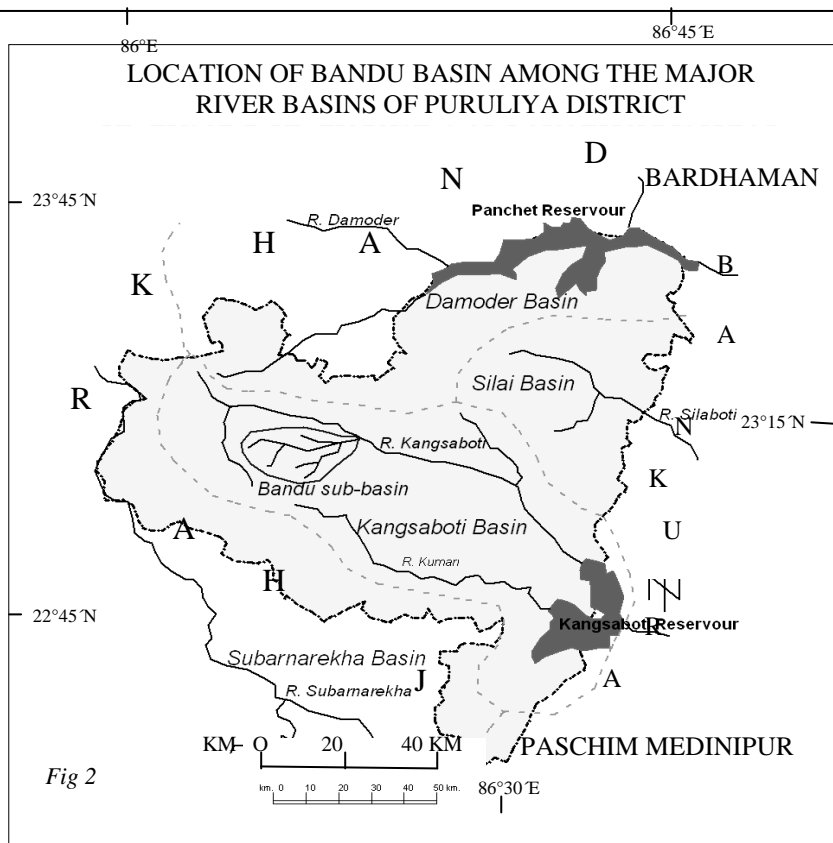 86°E
86°45´E
LOCATION OF BANDU BASIN AMONG THE MAJOR
RIVER BASINS OF PURULIYA DISTRICT
D
N
BARDHAMAN
23°45´N
Panchet Reservour
R. Damoder
H
A
B
K
Damoder Basin
A
Silai Basin
R
R. Silaboti
N
23°15´N
R. Kangsaboti
Bandu sub-basin
K
Kangsaboti Basin
A
U
R. Kumari
H
N
22°45´N
Kangsaboti Reservour
R
Subarnarekha Basin
J
A
R. Subarnarekha
KM O 20 40 KM
PASCHIM MEDINIPUR
Fig 2
km. 0 10 20 30 40 50 km.
86°30´E